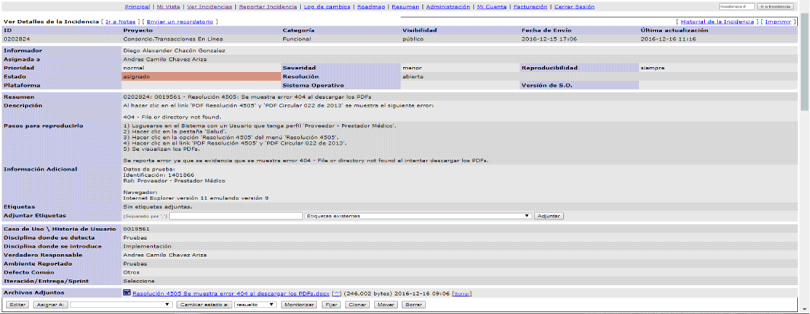 Principal | Mi Vista | Ver Incidencias | Reportar Incidencia | Log de cambios | Roadmap | Resumen | Administración | Mi Cuenta | Facturación | Cerrar Sesión
Ver Detalles de la Incidencia [ Ir a Notas ] [ Enviar un recordatorio ] [ Historial de la Incidencia ] [ Imprimir ]
ID Proyecto Categoría Visibilidad Fecha de Envío Última actualización
0202824 Consorcio.Transacciones En Línea Funcional público 2016-12-15 17:06 2016-12-16 11:16
Informador Diego Alexander Chacón Gonzalez
Asignada a Andres Camilo Chavez Ariza
Prioridad normal Severidad menor Reproducibilidad siempre
Estado asignado Resolución abierta
Plataforma Sistema Operativo Versión de S.O.
Resumen 0202824: 0019561 - Resolución 4505: Se muestra error 404 al descargar los PDFs
Descripción Al hacer clic en el link 'PDF Resolución 4505' y 'PDF Circular 022 de 2013' se muestra el siguiente error:
404 - File or directory not found.
Pasos para reproducirlo 1) Loguearse en el Sistema con un Usuario que tenga perfil 'Proveedor - Prestador Médico'.
2) Hacer clic en la pestaña 'Salud'.
3) Hacer clic en la opción 'Resolución 4505' del menú 'Resolución 4505'.
4) Hacer clic en el link 'PDF Resolución 4505' y 'PDF Circular 022 de 2013'.
5) Se visualizan los PDFs.
Se reporta error ya que se evidencia que se muestra error 404 - File or directory not found al intentar descargar los PDFs.
Información Adicional Datos de prueba:
Identificación: 1401866
Rol: Proveedor - Prestador Médico
Navegador:
Internet Explorer versión 11 emulando versión 9
Etiquetas Sin etiquetas adjuntas.
Adjuntar Etiquetas (Separado por ',') Etiquetas existentes Adjuntar
Caso de Uso \ Historia de Usuario 0019561
Disciplina donde se detecta Pruebas
Disciplina donde se introduce Implementación
Verdadero Responsable Andres Camilo Chavez Ariza
Ambiente Reportado Pruebas
Defecto Común Otros
Iteración/Entrega/Sprint Seleccione
Archivos Adjuntos Resolución 4505 Se muestra error 404 al descargar los PDFs.docx [^] (246,002 bytes) 2016-12-16 09:06 [Borrar]
Editar Asignar A: Cambiar estado a: resuelto Monitorizar Fijar Clonar Mover Borrar